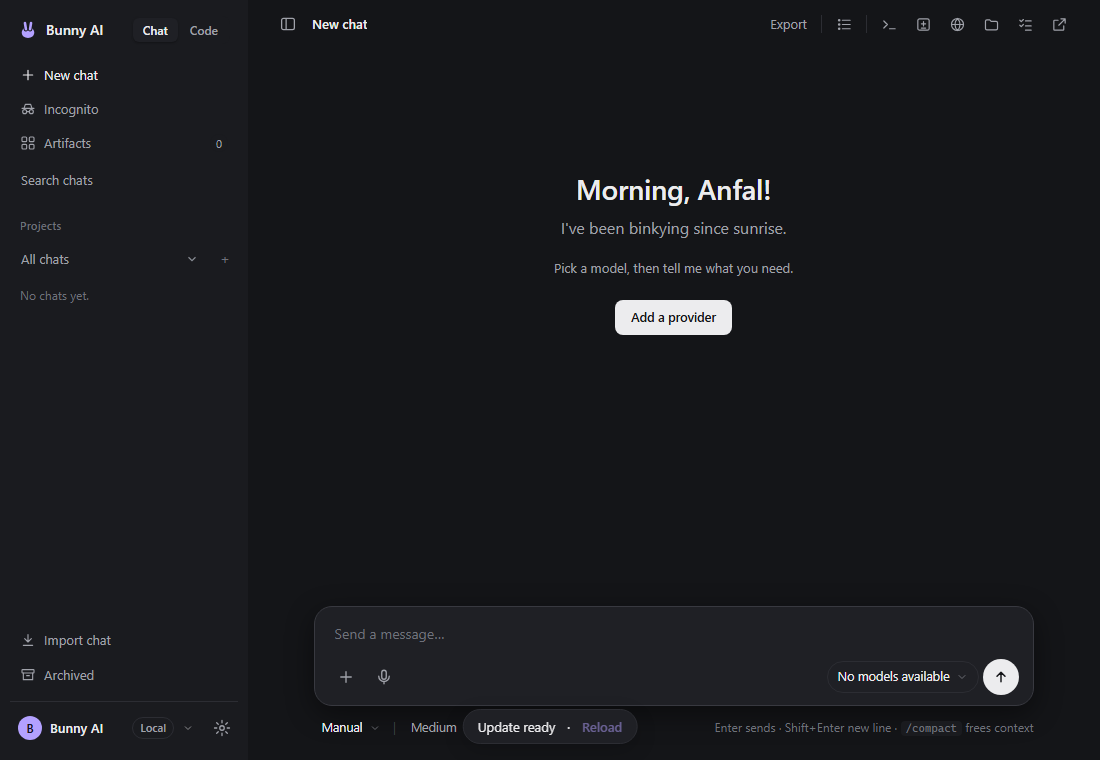 Bunny AI
Chat
Code
New chat
Incognito
Artifacts
0
Search chats
Projects
All chats
+
No chats yet.
Import chat
Archived
B
Bunny AI
Local
New chat
Export
Morning, Anfal!
I've been binkying since sunrise.
Pick a model, then tell me what you need.
Add a provider
Send a message...
No models available
Manual
Medium
Update ready · Reload
Enter sends · Shift+Enter new line · /compact frees context